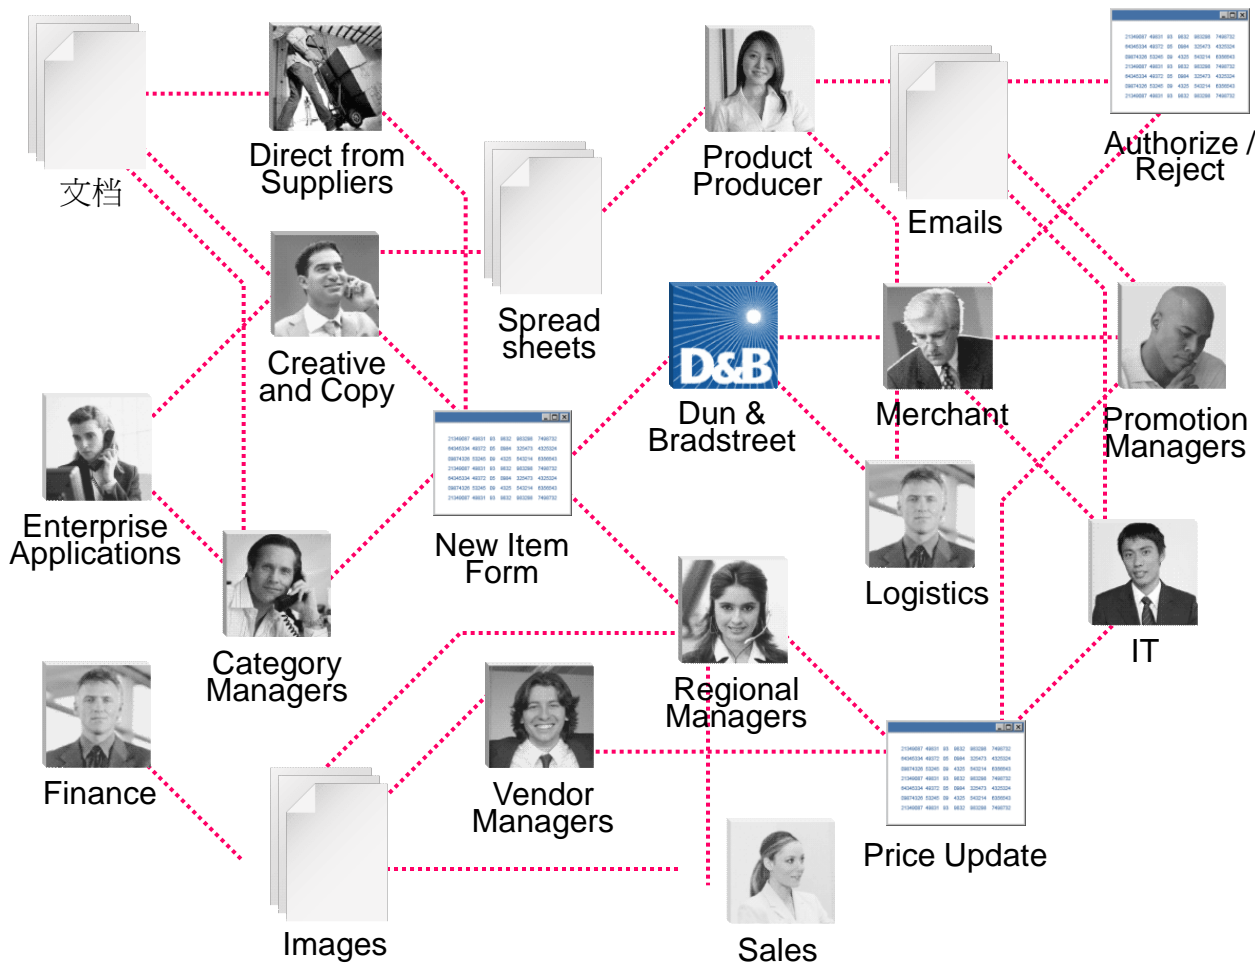 文档
Direct from
Suppliers
Product
Producer
Emails
Authorize /
Reject
Creative
and Copy
Spread
sheets
D&B
Dun &
Bradstreet
Merchant
Promotion
Managers
Enterprise
Applications
New Item
Form
Logistics
IT
Category
Managers
Regional
Managers
Finance
Vendor
Managers
Price Update
Images
Sales